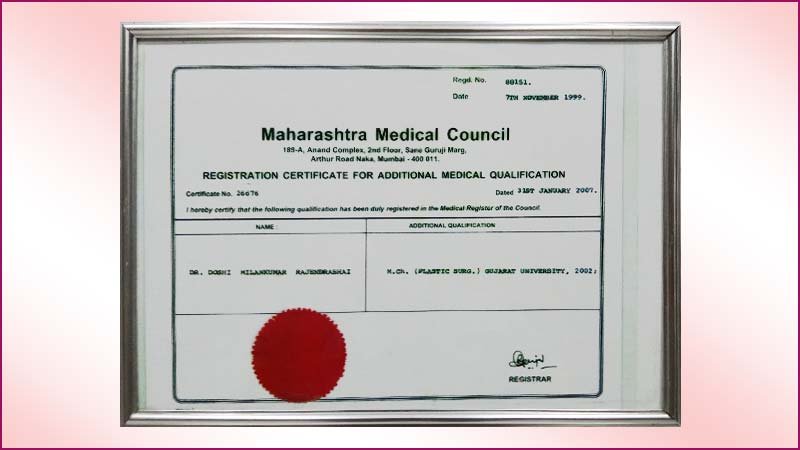 Regd. No. 88151.
Date 7TH NOVEMBER 1999.
Maharashtra Medical Council
189-A, Anand Complex, 2nd Floor, Sane Guruji Marg,
Arthur Road Naka, Mumbai - 400 011.
REGISTRATION CERTIFICATE FOR ADDITIONAL MEDICAL QUALIFICATION
Certificate No. 26676 Dated 31ST JANUARY 2007.
I hereby certify that the following qualification has been duly registered in the Medical Register of the Council.
NAME : ADDITIONAL QUALIFICATION
DR. DOSHI MILANKUMAR RAJENDRABHAI M.Ch. (PLASTIC SURG.) GUJARAT UNIVERSITY, 2002;
REGISTRAR